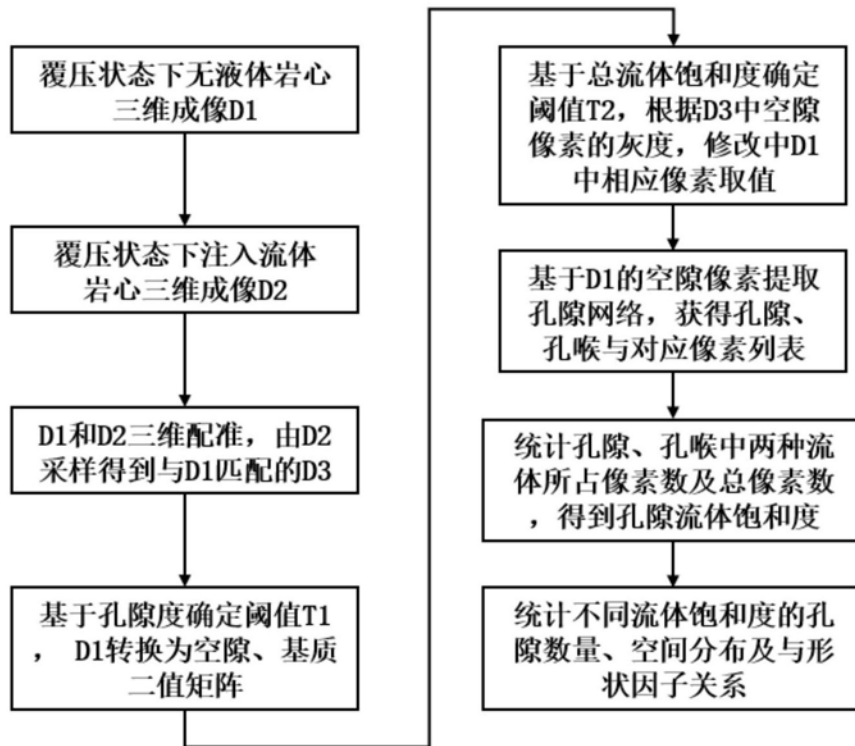 覆压状态下无液体岩心
三维成像D1
覆压状态下注入流体
岩心三维成像D2
D1和D2三维配准，由D2
采样得到与D1匹配的D3
基于孔隙度确定阈值T1
， D1转换为空隙、基质
二值矩阵
基于总流体饱和度确定
阈值T2，根据D3中空隙
像素的灰度，修改中D1
中相应像素取值
基于D1的空隙像素提取
孔隙网络，获得孔隙、
孔喉与对应像素列表
统计孔隙、孔喉中两种流
体所占像素数及总像素数
，得到孔隙流体饱和度
统计不同流体饱和度的孔
隙数量、空间分布及与形
状因子关系